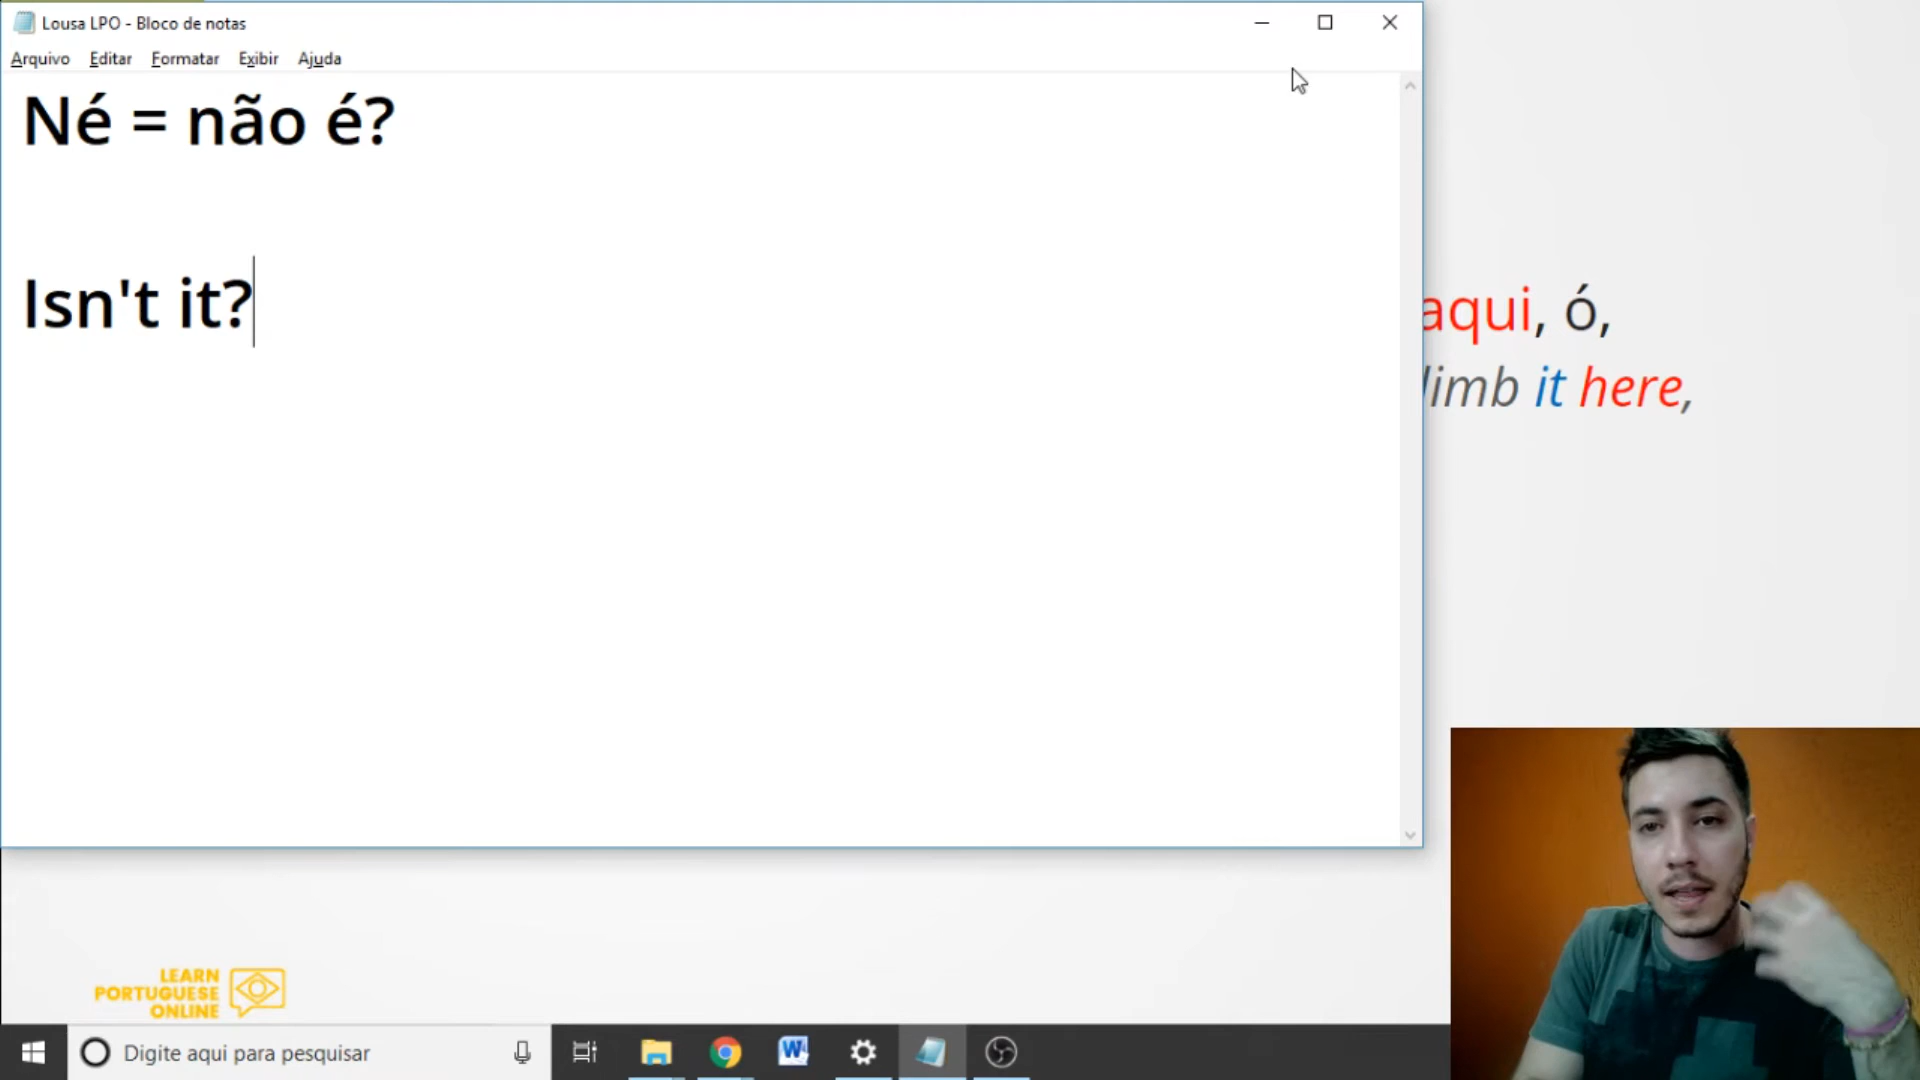 Lousa LPO - Bloco de notas
Arquivo Editar Formatar Exibir Ajuda
Né = não é?
Isn't it?
aqui, ó,
limb it here,
LEARN
PORTUGUESE
ONLINE
Digite aqui para pesquisar